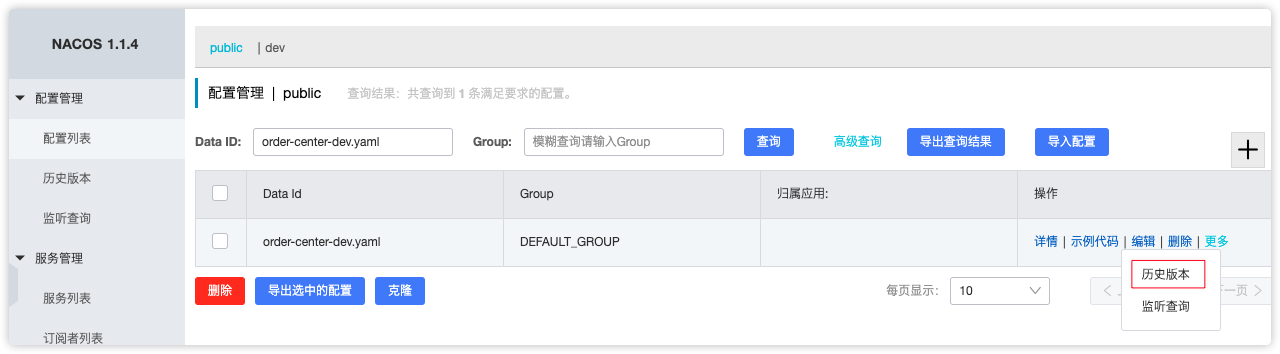 NACOS 1.1.4
配置管理
配置列表
历史版本
监听查询
服务管理
服务列表
订阅者列表
public | dev
配置管理 | public 查询结果：共查询到 1 条满足要求的配置。
Data ID: order-center-dev.yaml Group: 模糊查询请输入Group 查询 高级查询 导出查询结果 导入配置
Data Id Group 归属应用: 操作
order-center-dev.yaml DEFAULT_GROUP 详情 | 示例代码 | 编辑 | 删除 | 更多
历史版本
监听查询
删除 导出选中的配置 克隆 每页显示: 10 一页